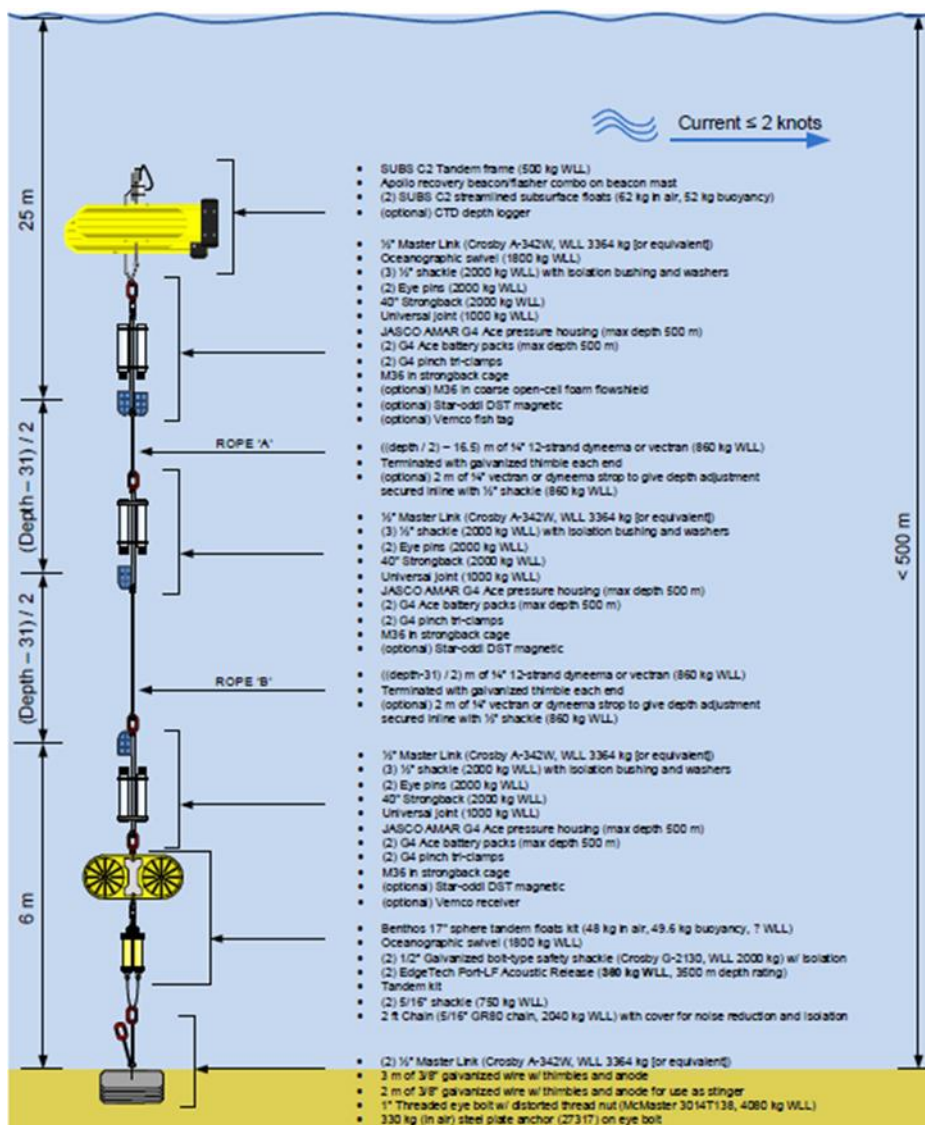 Current ≤ 2 knots
25 m
• SUBS C2 Tandem frame (500 kg WLL)
• Apollo recovery beacon/flasher combo on beacon mast
• (2) SUBS C2 streamlined subsurface floats (62 kg in air, 52 kg buoyancy)
• (optional) CTD depth logger
• ½" Master Link (Crosby A-342W, WLL 3364 kg [or equivalent])
• Oceanographic swivel (1800 kg WLL)
• (3) ½" shackle (2000 kg WLL) with isolation bushing and washers
• (2) Eye pins (2000 kg WLL)
• 40" Strongback (2000 kg WLL)
• Universal joint (1000 kg WLL)
• JASCO AMAR G4 Ace pressure housing (max depth 500 m)
• (2) G4 Ace battery packs (max depth 500 m)
• (2) G4 pinch tri-clamps
• M36 in strongback cage
• (optional) M36 in coarse open-cell foam flowshield
• (optional) Star-oddi DST magnetic
• (optional) Vemco fish tag
(Depth – 31) / 2
ROPE 'A'
• ((depth / 2) – 16.5) m of ¼" 12-strand dyneema or vectran (860 kg WLL)
• Terminated with galvanized thimble each end
• (optional) 2 m of ¼" vectran or dyneema strop to give depth adjustment
secured inline with ½" shackle (860 kg WLL)
• ½" Master Link (Crosby A-342W, WLL 3364 kg [or equivalent])
• (3) ½" shackle (2000 kg WLL) with isolation bushing and washers
• (2) Eye pins (2000 kg WLL)
• 40" Strongback (2000 kg WLL)
• Universal joint (1000 kg WLL)
• JASCO AMAR G4 Ace pressure housing (max depth 500 m)
• (2) G4 Ace battery packs (max depth 500 m)
• (2) G4 pinch tri-clamps
• M36 in strongback cage
• (optional) Star-oddi DST magnetic
< 500 m
(Depth – 31) / 2
ROPE 'B'
• ((depth-31) / 2) m of ¼" 12-strand dyneema or vectran (860 kg WLL)
• Terminated with galvanized thimble each end
• (optional) 2 m of ¼" vectran or dyneema strop to give depth adjustment
secured inline with ½" shackle (860 kg WLL)
• ½" Master Link (Crosby A-342W, WLL 3364 kg [or equivalent])
• (3) ½" shackle (2000 kg WLL) with isolation bushing and washers
• (2) Eye pins (2000 kg WLL)
• 40" Strongback (2000 kg WLL)
• Universal joint (1000 kg WLL)
• JASCO AMAR G4 Ace pressure housing (max depth 500 m)
• (2) G4 Ace battery packs (max depth 500 m)
• (2) G4 pinch tri-clamps
• M36 in strongback cage
• (optional) Star-oddi DST magnetic
• (optional) Vemco receiver
6 m
• Benthos 17" sphere tandem floats kit (48 kg in air, 49.6 kg buoyancy, ? WLL)
• Oceanographic swivel (1800 kg WLL)
• (2) 1/2" Galvanized bolt-type safety shackle (Crosby G-2130, WLL 2000 kg) w/ isolation
• (2) EdgeTech Port-LF Acoustic Release (380 kg WLL, 3500 m depth rating)
• Tandem kit
• (2) 5/16" shackle (750 kg WLL)
• 2 ft Chain (5/16" GR80 chain, 2040 kg WLL) with cover for noise reduction and isolation
• (2) ½" Master Link (Crosby A-342W, WLL 3364 kg [or equivalent])
• 3 m of 3/8" galvanized wire w/ thimbles and anode
• 2 m of 3/8" galvanized wire w/ thimbles and anode for use as stinger
• 1" Threaded eye bolt w/ distorted thread nut (McMaster 3014T138, 4080 kg WLL)
• 330 kg (in air) steel plate anchor (27317) on eye bolt